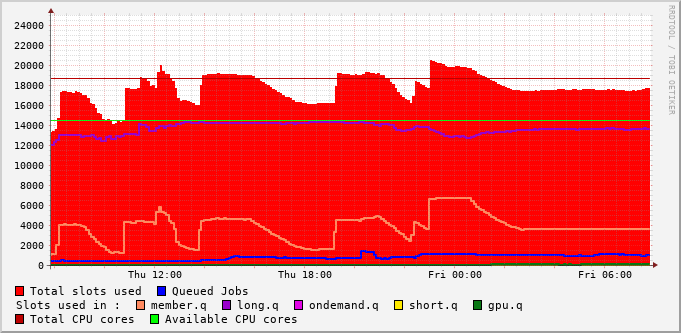 RRDTOOL / TOBI OETIKER
24000
22000
20000
18000
16000
14000
12000
10000
8000
6000
4000
2000
0
Thu 12:00 Thu 18:00 Fri 00:00 Fri 06:00
Total slots used Queued Jobs
Slots used in : member.q long.q ondemand.q short.q gpu.q
Total CPU cores Available CPU cores